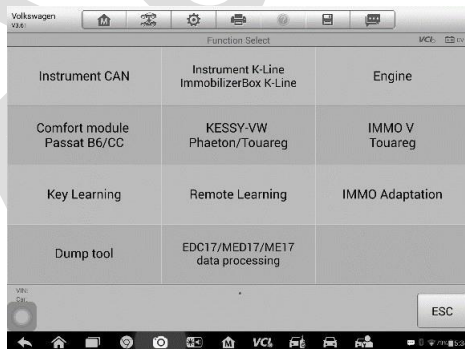 Volkswagen
V3.6
Function Select
VCI
Instrument CAN
Instrument K-Line
ImmobilizerBox K-Line
Engine
Comfort module
Passat B6/CC
KESSY-VW
Phaeton/Touareg
IMMO V
Touareg
Key Learning
Remote Learning
IMMO Adaptation
Dump tool
EDC17/MED17/ME17
data processing
VIN:
Car:
ESC
VCI